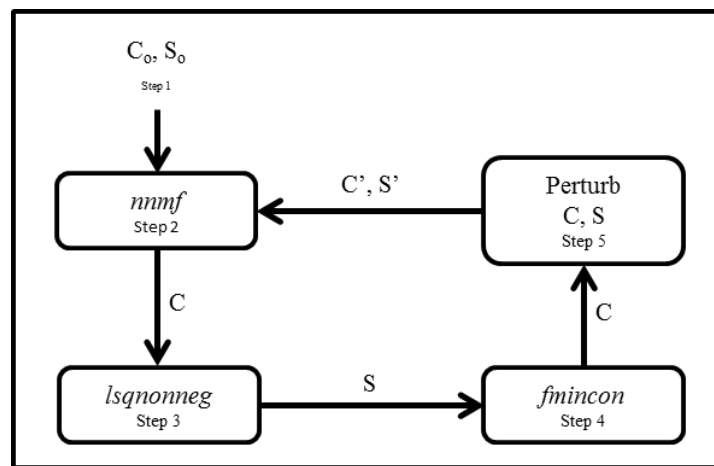 Cₒ, Sₒ
Step 1
nnmf
Step 2
C’, S’
Perturb
C, S
Step 5
C
C
lsqnonneg
Step 3
S
fmincon
Step 4